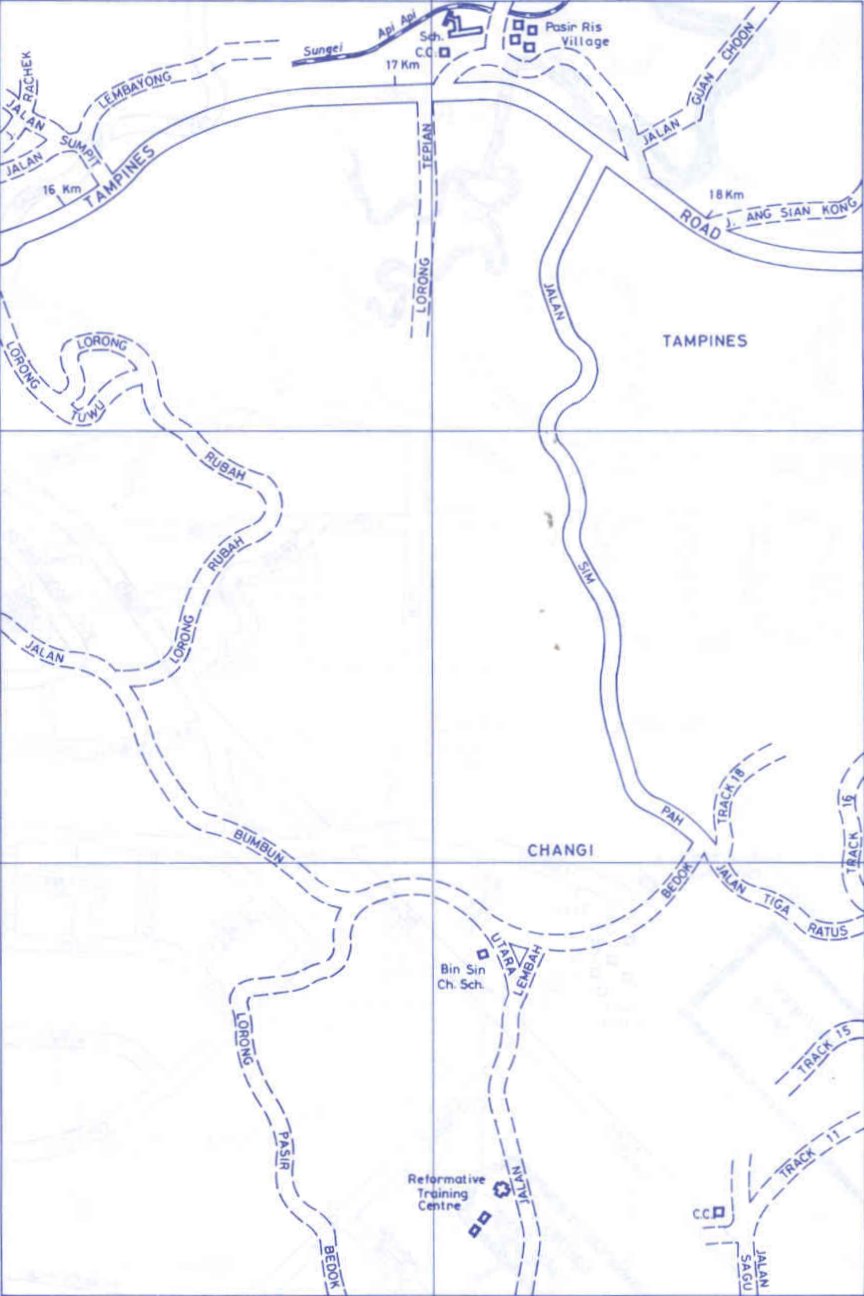 Api Api
Sungei
Sch.
C.C.
Pasir Ris
Village
17 Km
RACHEK
JALAN
LEMBAYONG
JALAN
SUMPIT
16 Km
TAMPINES
LORONG
TEPIAN
JALAN
GUAN
CHOON
18 Km
ROAD
J. ANG SIAN KONG
JALAN
TAMPINES
LORONG
LORONG
TUWU
RUBAH
RUBAH
LORONG
SIM
JALAN
BUMBUN
PAH
TRACK 18
TRACK 16
CHANGI
BEDOK
JALAN
TIGA
RATUS
UTARA
LEMBAH
Bin Sin
Ch. Sch.
LORONG
PASIR
BEDOK
TRACK 15
TRACK 11
Reformative
Training
Centre
JALAN
C.C.
JALAN
SAGU